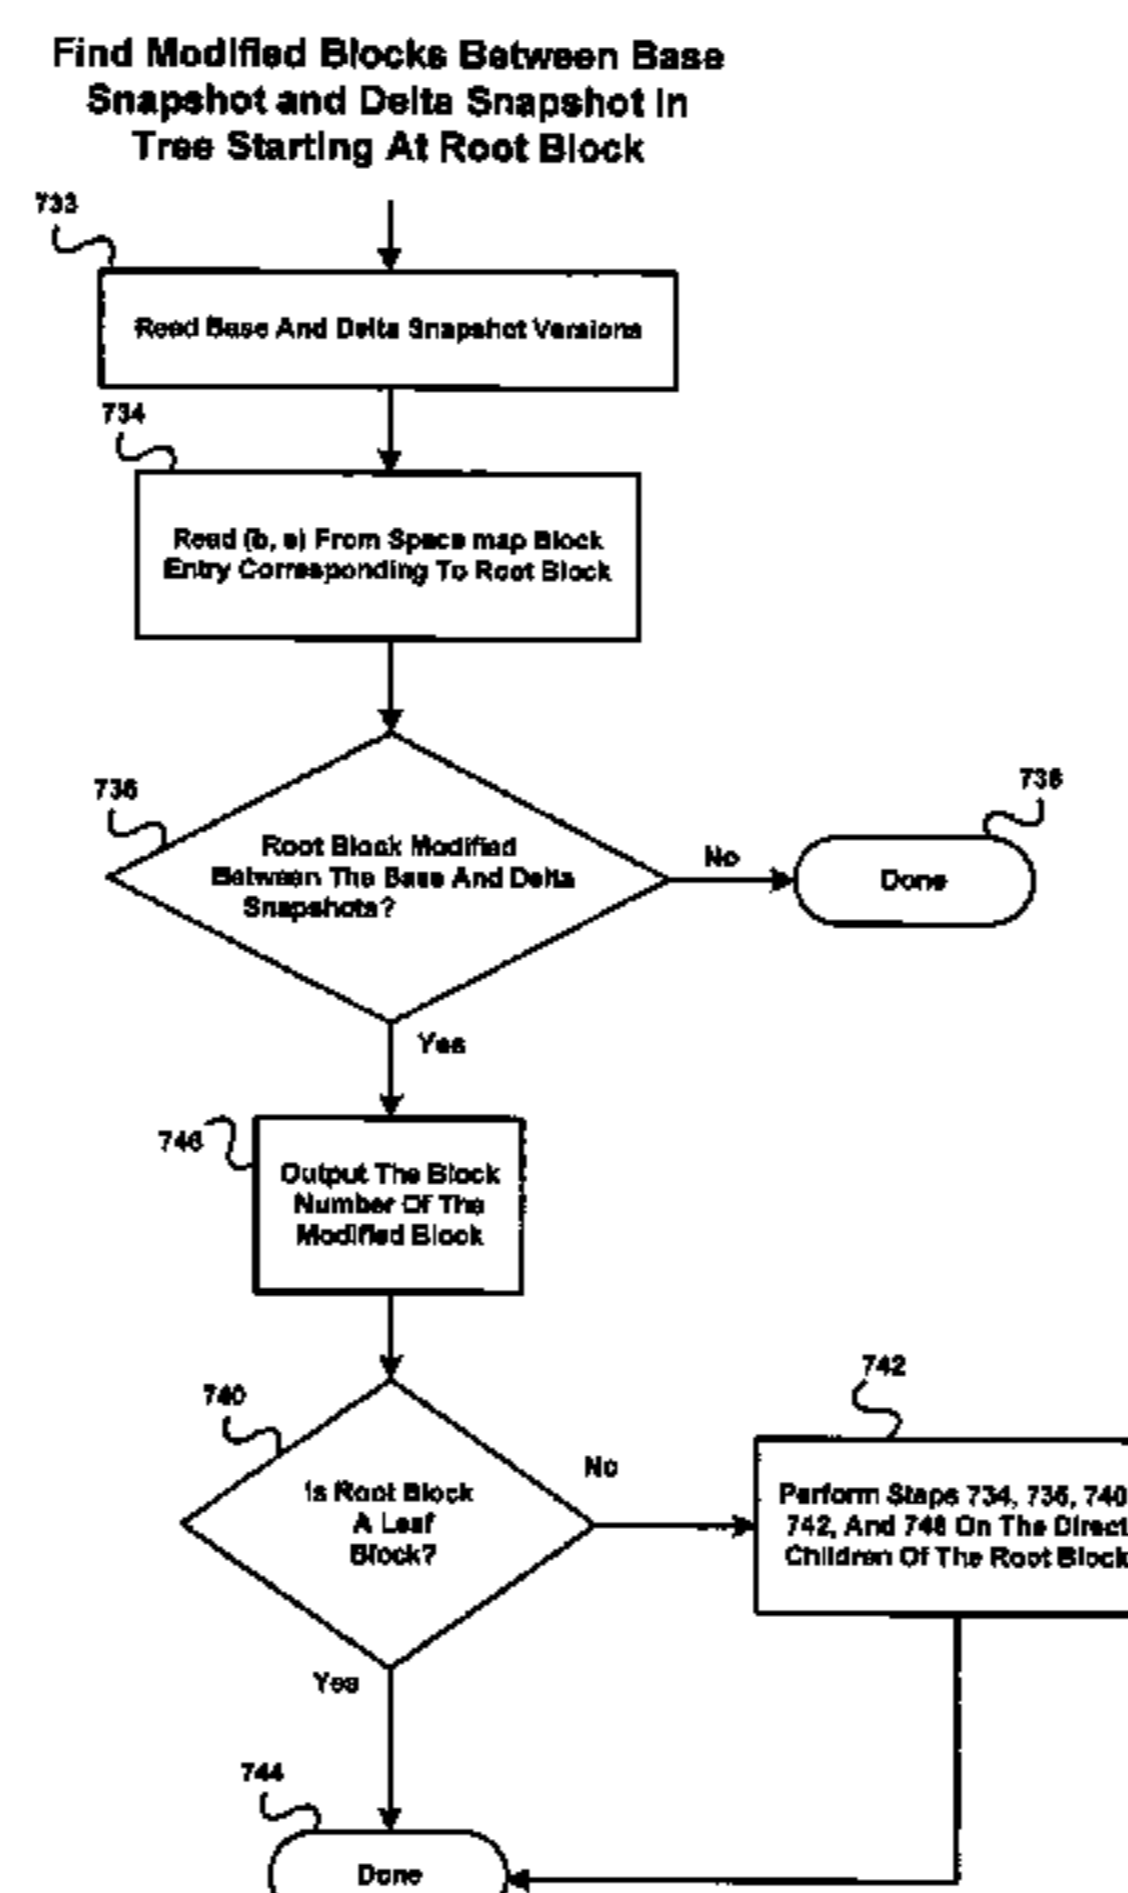 Find Modified Blocks Between Base
Snapshot and Delta Snapshot In
Tree Starting At Root Block
733
Read Base And Delta Snapshot Versions
734
Read (b, e) From Space map Block
Entry Corresponding To Root Block
736
Root Block Modified
Between The Base And Delta
Snapshots?
No
738
Done
Yes
746
Output The Block
Number Of The
Modified Block
740
Is Root Block
A Leaf
Block?
No
742
Perform Steps 734, 736, 740
742, And 746 On The Direct
Children Of The Root Block
Yes
744
Done